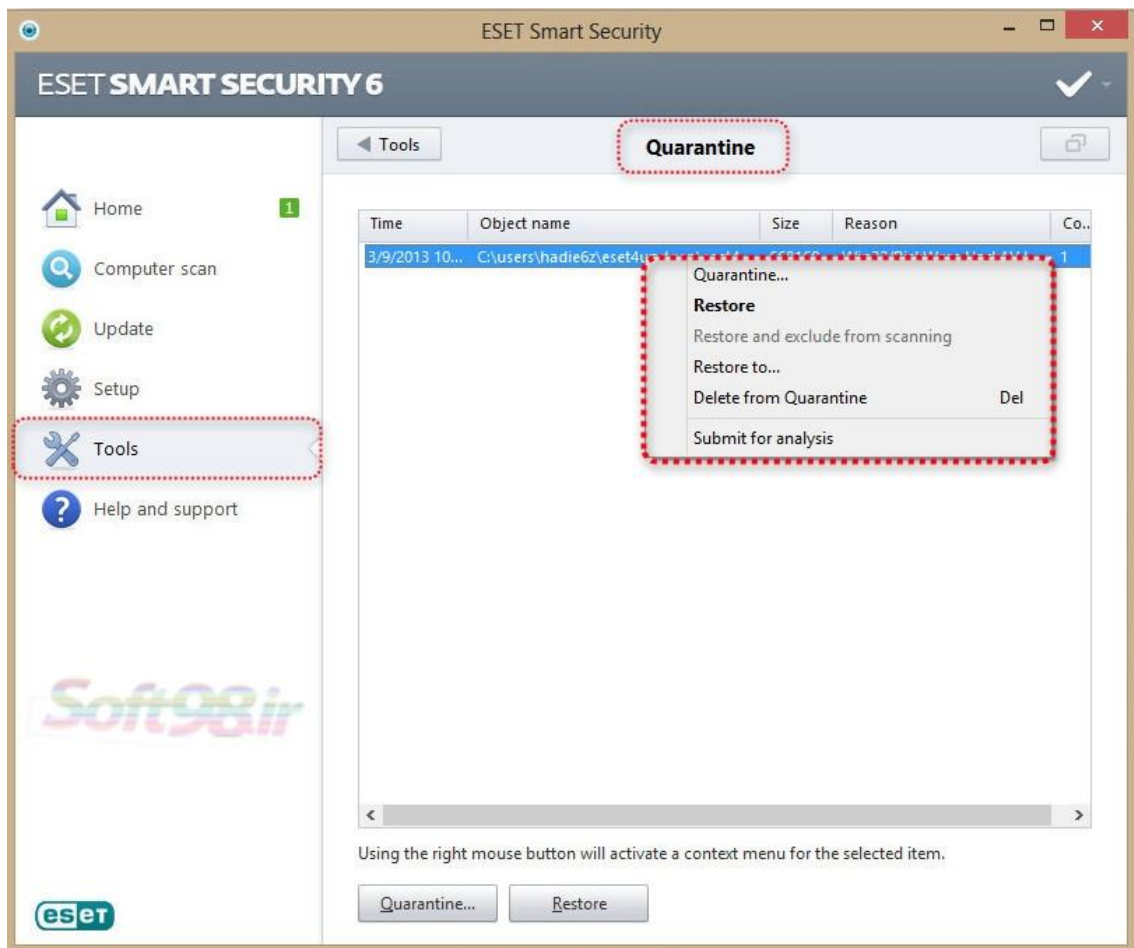 ESET Smart Security
ESET SMART SECURITY 6
Tools
Quarantine
Home
1
Computer scan
Update
Setup
Tools
Help and support
Time Object name Size Reason Co..
3/9/2013 10... C:\users\hadie6z\ 1
Quarantine...
Restore
Restore and exclude from scanning
Restore to...
Delete from Quarantine Del
Submit for analysis
Soft98.ir
Using the right mouse button will activate a context menu for the selected item.
Quarantine... Restore
eset